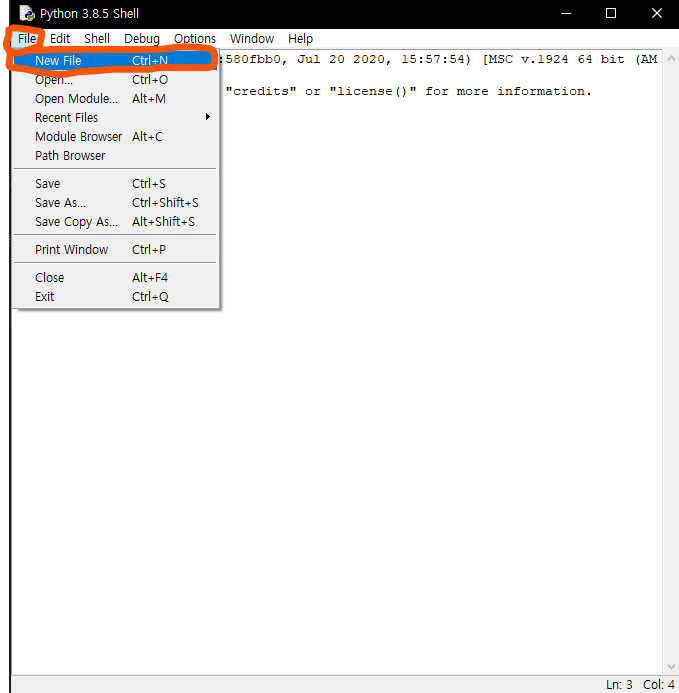 Python 3.8.5 Shell
File Edit Shell Debug Options Window Help
:580fbb0, Jul 20 2020, 15:57:54) [MSC v.1924 64 bit (AM
"credits" or "license()" for more information.
New File Ctrl+N
Open... Ctrl+O
Open Module... Alt+M
Recent Files
Module Browser Alt+C
Path Browser
Save Ctrl+S
Save As... Ctrl+Shift+S
Save Copy As... Alt+Shift+S
Print Window Ctrl+P
Close Alt+F4
Exit Ctrl+Q
Ln: 3 Col: 4